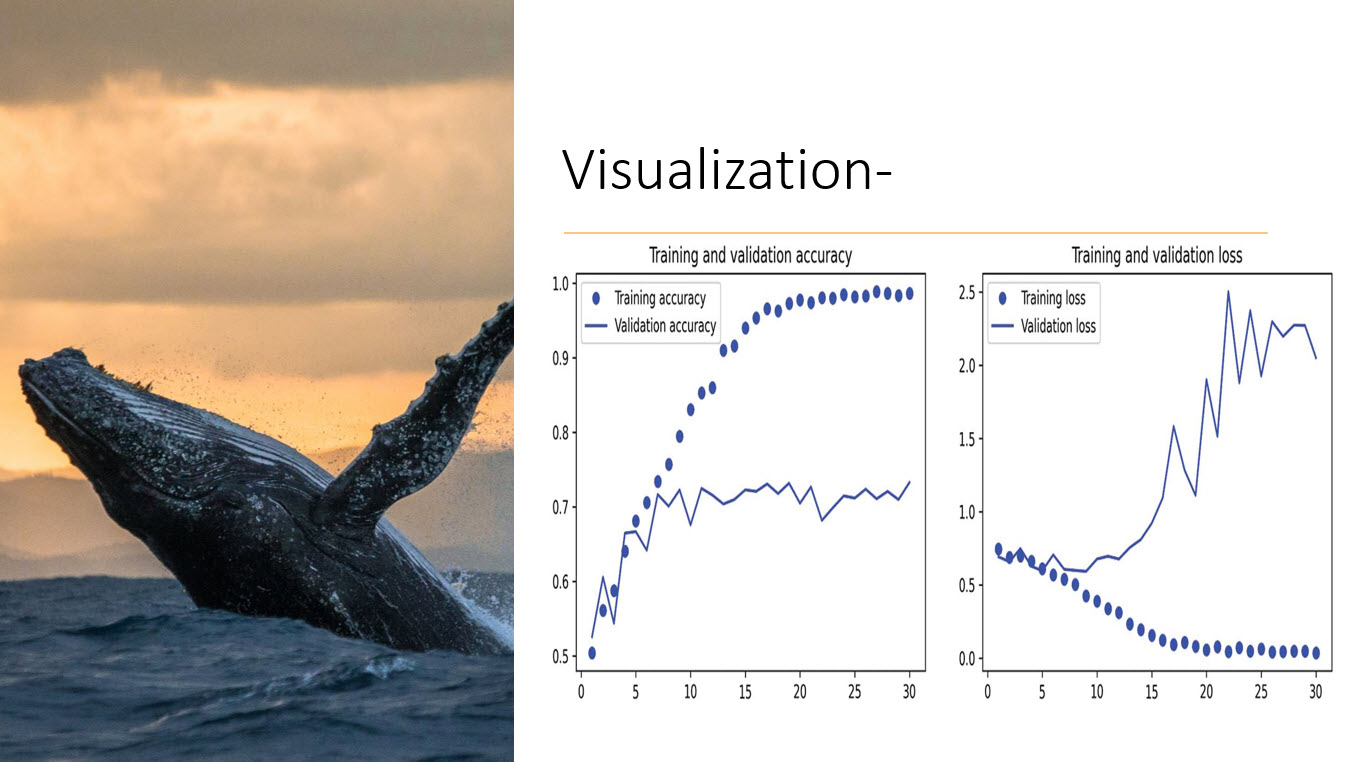 Visualization-
Training and validation accuracy
1.0
0.9
0.8
0.7
0.6
0.5
Training accuracy
Validation accuracy
0 5 10 15 20 25 30
Training and validation loss
2.5
2.0
1.5
1.0
0.5
0.0
Training loss
Validation loss
0 5 10 15 20 25 30